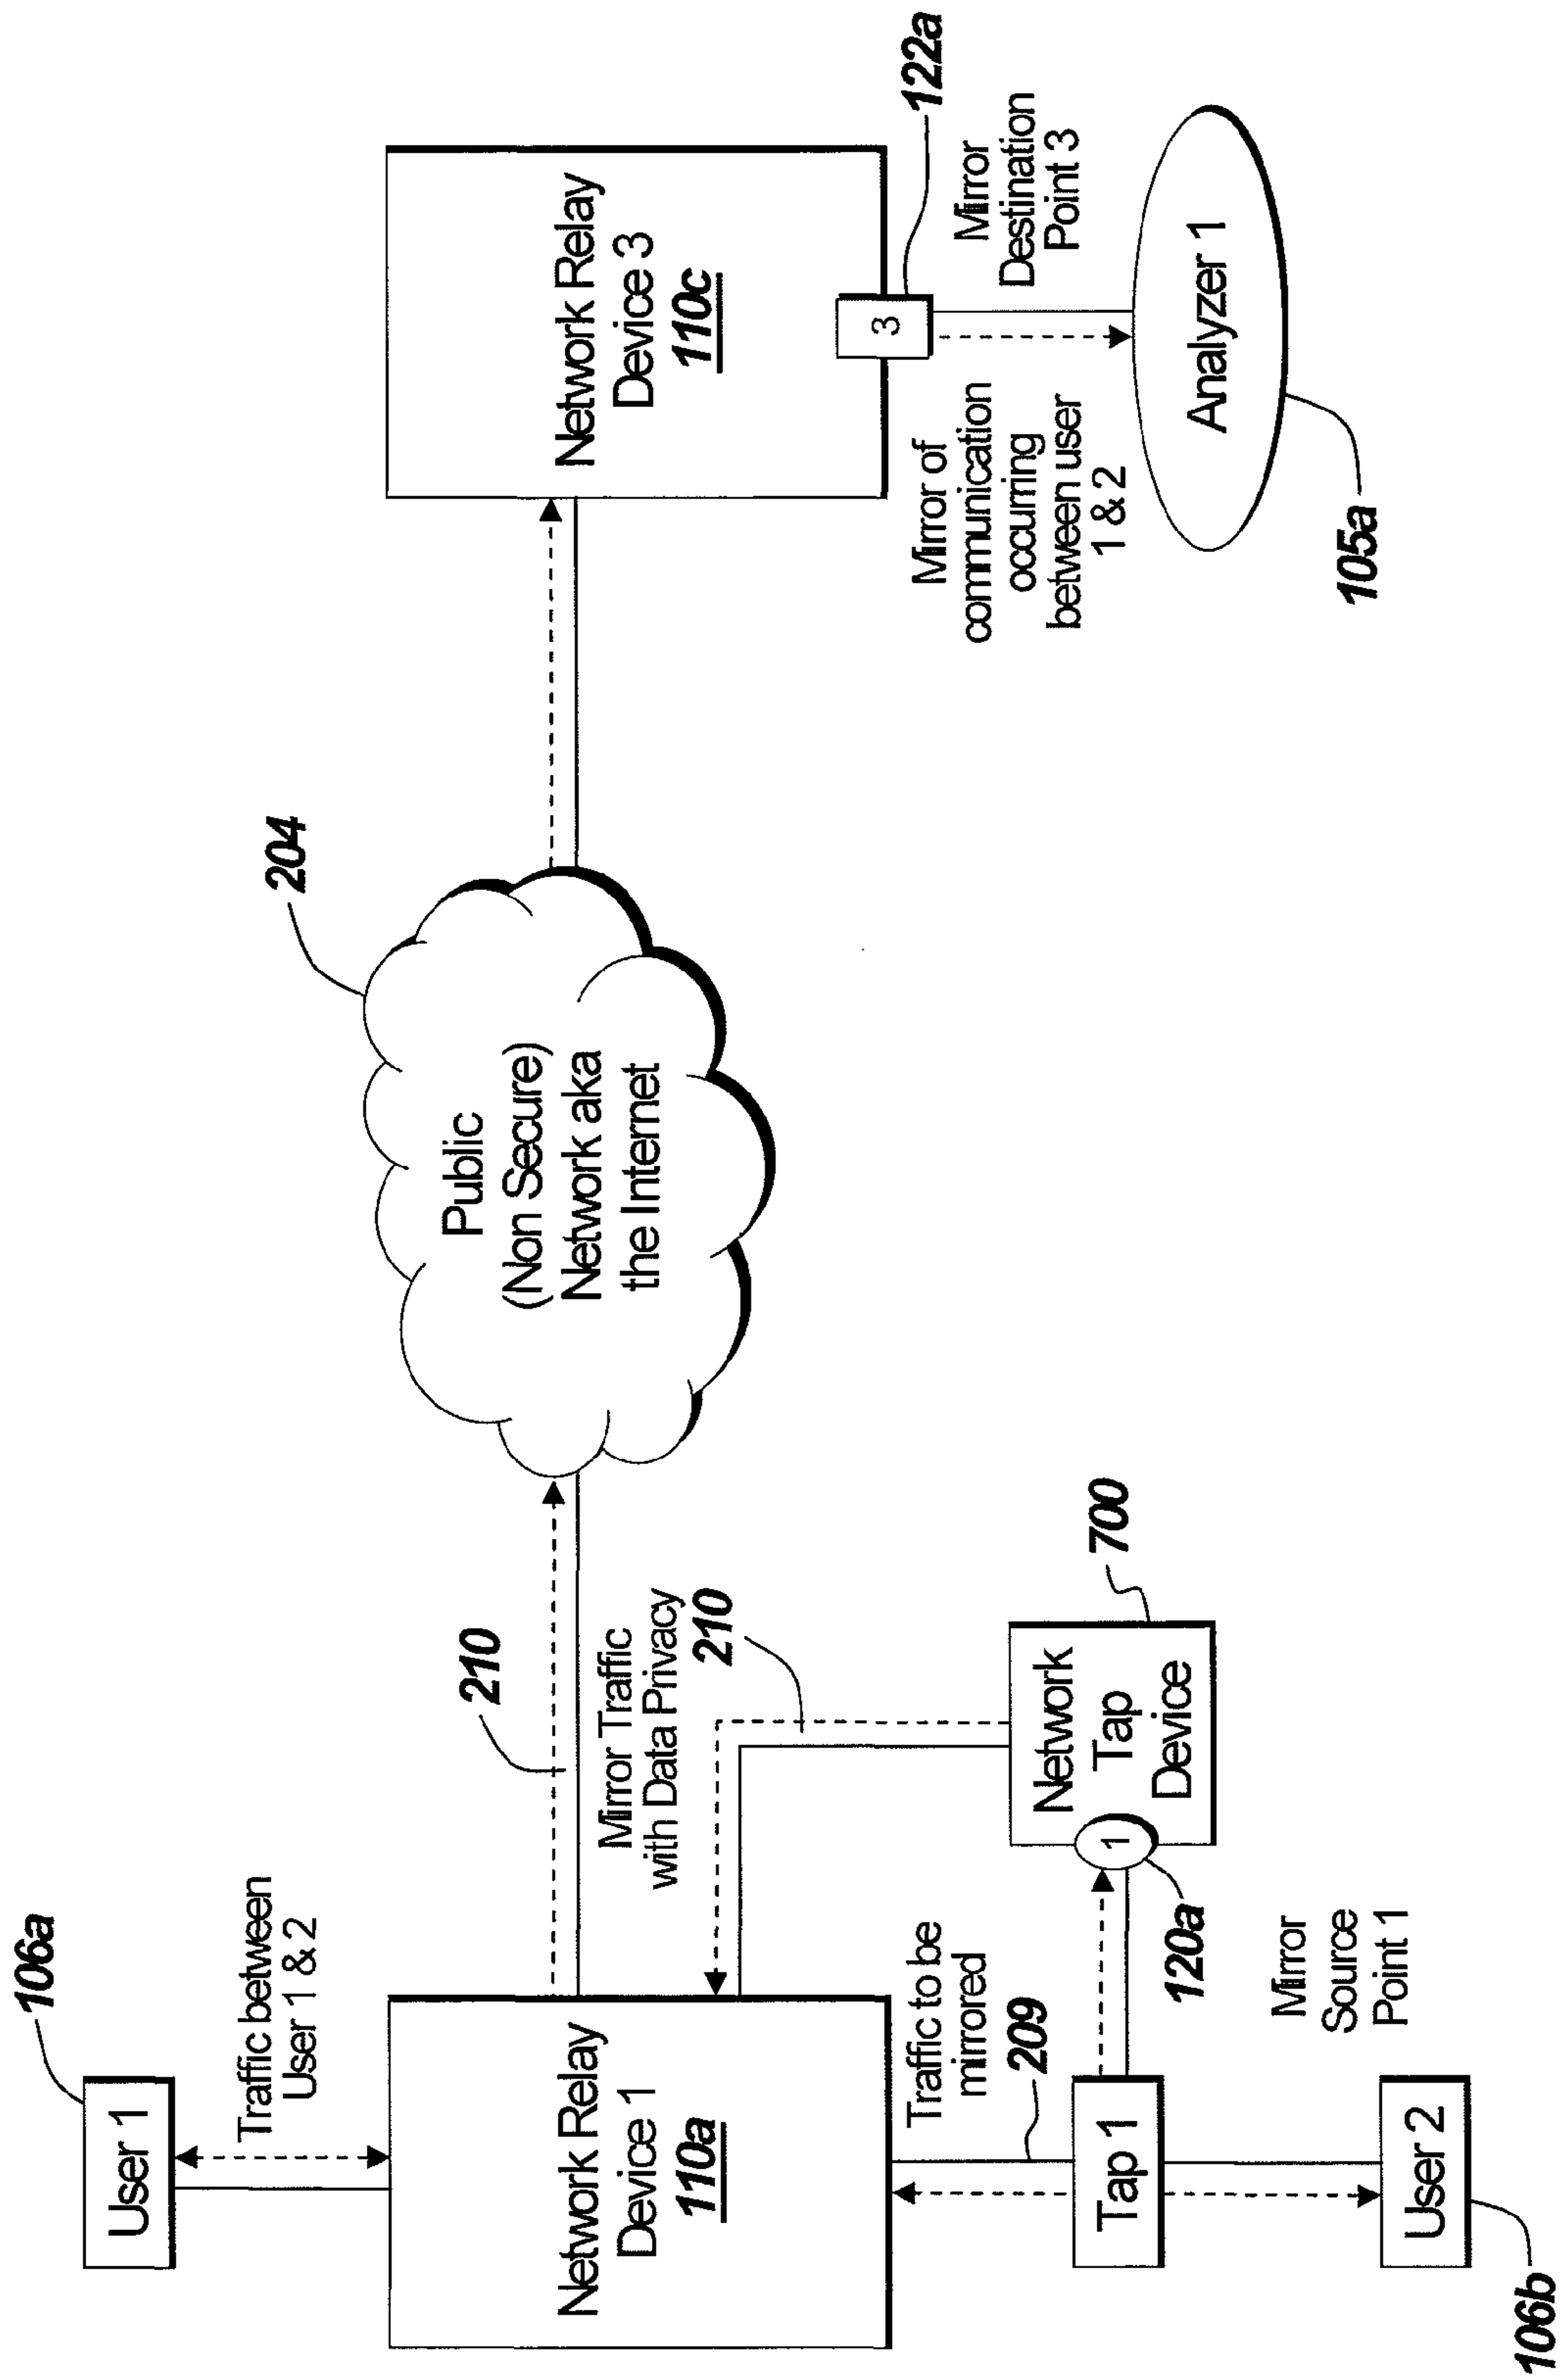 106a
User 1
Traffic between
User 1 & 2
Network Relay
Device 1
110a
210
Mirror Traffic
with Data Privacy
210
204
Public
(Non Secure)
Network aka
the Internet
Network Relay
Device 3
110c
3
122a
Mirror
Destination
Point 3
Mirror of
communication
occurring
between user
1 & 2
Analyzer 1
105a
Traffic to be
mirrored
209
Tap 1
1
120a
Network
Tap
Device
700
Mirror
Source
Point 1
User 2
106b